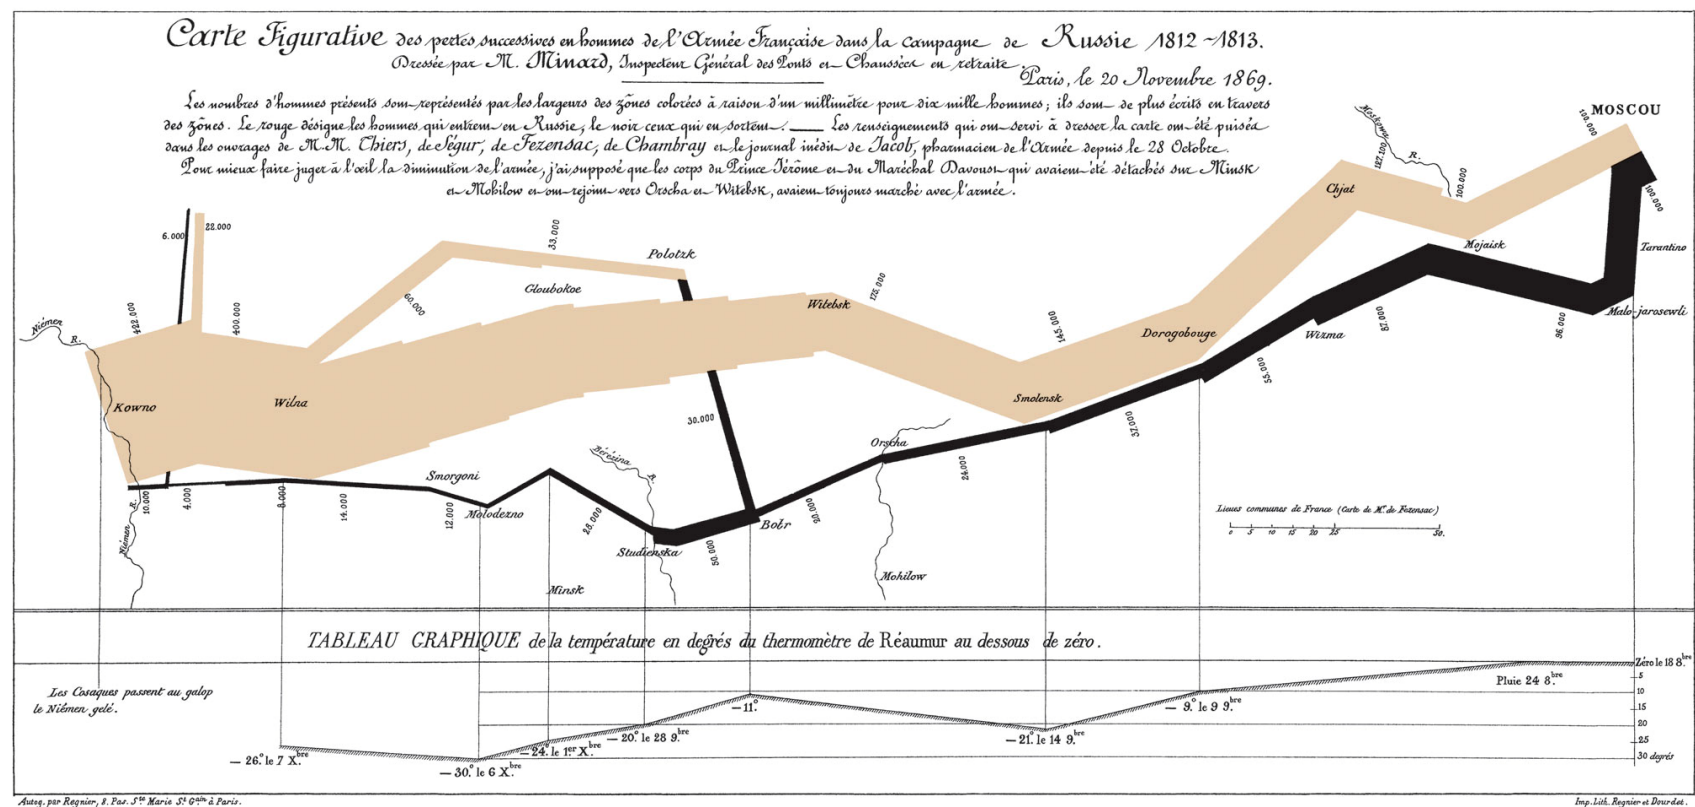 Carte Figurative des pertes successives en hommes de l'Armée Française dans la campagne de Russie 1812~1813.
Dressée par M. Minard, Inspecteur Général des Ponts et Chaussées en retraite.
Paris, le 20 Novembre 1869.
Les nombres d'hommes présents sont représentés par les largeurs des zônes colorées à raison d'un millimètre pour dix mille hommes; ils sont de plus écrits en travers
des zônes. Le rouge désigne les hommes qui entrent en Russie, le noir ceux qui en sortent. — Les renseignements qui ont servi à dresser la carte ont été puisés
dans les ouvrages de M.M. Thiers, de Ségur, de Fezensac, de Chambray et le journal inédit de Jacob, pharmacien de l'Armée depuis le 28 Octobre.
Pour mieux faire juger à l'œil la diminution de l'armée, j'ai supposé que les corps du Prince Jérôme et du Maréchal Davoust qui avaient été détachés sur Minsk
et Mohilow et ont rejoint vers Orscha et Witebsk, avaient toujours marché avec l'armée.
MOSCOU
100.000
100.000
Moskowa
R.
127.100
100.000
Chjat
Mojaisk
Tarantino
Malo-jarosewli
6.000
22.000
33.000
Polotzk
Gloubokoe
60.000
Niémen
R.
422.000
400.000
Witebsk
175.000
145.000
Dorogobouge
Wizma
82.000
96.000
55.000
Kowno
Wilna
Smolensk
30.000
37.000
Orscha
24.000
Bérézina
R.
Smorgoni
Molodezno
10.000
4.000
8.000
14.000
12.000
28.000
Studienska
50.000
Bobr
20.000
Niémen R.
Minsk
Mohilow
Lieues communes de France (Carte de M. de Fezensac)
0 5 10 15 20 25 50.
TABLEAU GRAPHIQUE de la température en degrés du thermomètre de Réaumur au dessous de zéro.
Les Cosaques passent au galop
le Niémen gelé.
— 26.° le 7 X.bre
— 30.° le 6 X.bre
— 24.° le 1.er X.bre
— 20.° le 28 9.bre
— 11.°
— 21.° le 14 9.bre
— 9.° le 9 9.bre
Pluie 24 8.bre
Zéro le 18 8.bre
5
10
15
20
25
30 degrés
Autog. par Regnier, 8. Pas. Ste Marie St Gain à Paris.
Imp. Lith. Regnier et Dourdet.